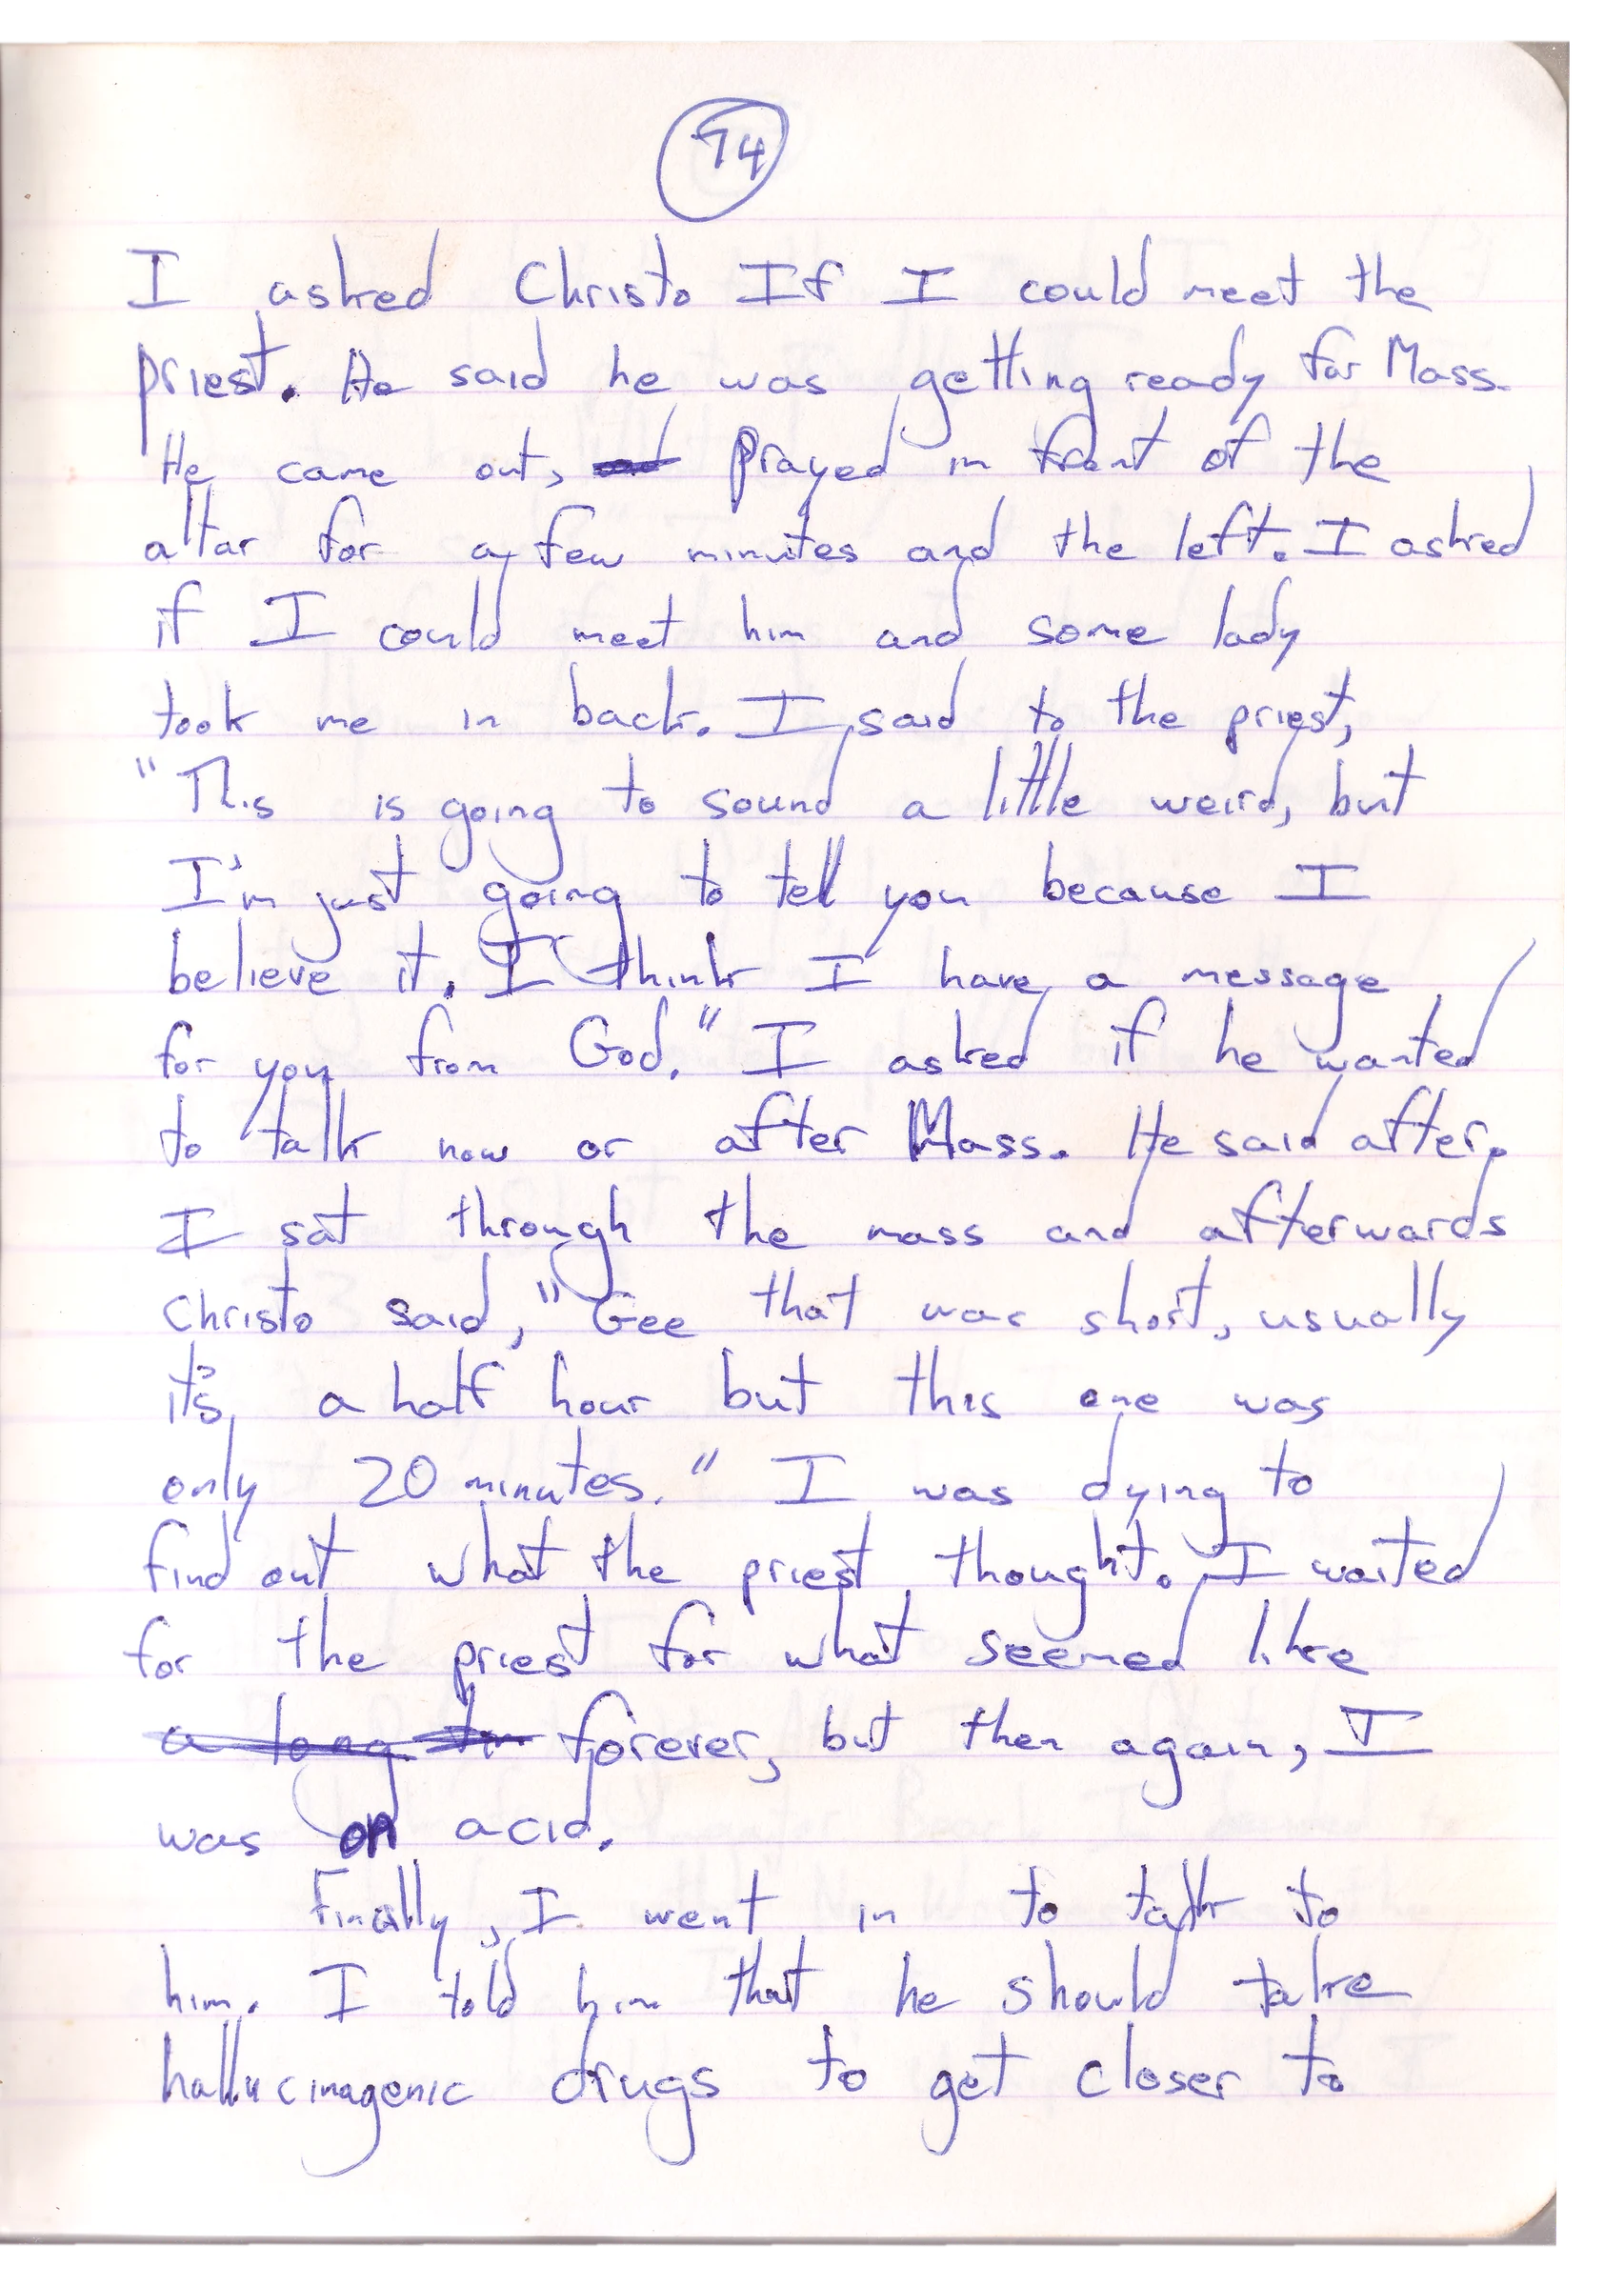 74
I asked Christo If I could meet the
priest. He said he was getting ready for Mass.
He came out, and prayed in front of the
altar for a few minutes and the left. I asked
if I could meet him and some lady
took me in back. I said to the priest,
"This is going to sound a little weird, but
I'm just going to tell you because I
believe it. I think I have a message
for you from God." I asked if he wanted
to talk now or after Mass. He said after.
I sat through the mass and afterwards
Christo said, "Gee that was short, usually
it's a half hour but this one was
only 20 minutes." I was dying to
find out what the priest thought. I waited
for the priest for what seemed like
a long forever, but then again, I
was on acid.
Finally, I went in to talk to
him. I told him that he should take
hallucinagenic drugs to get closer to